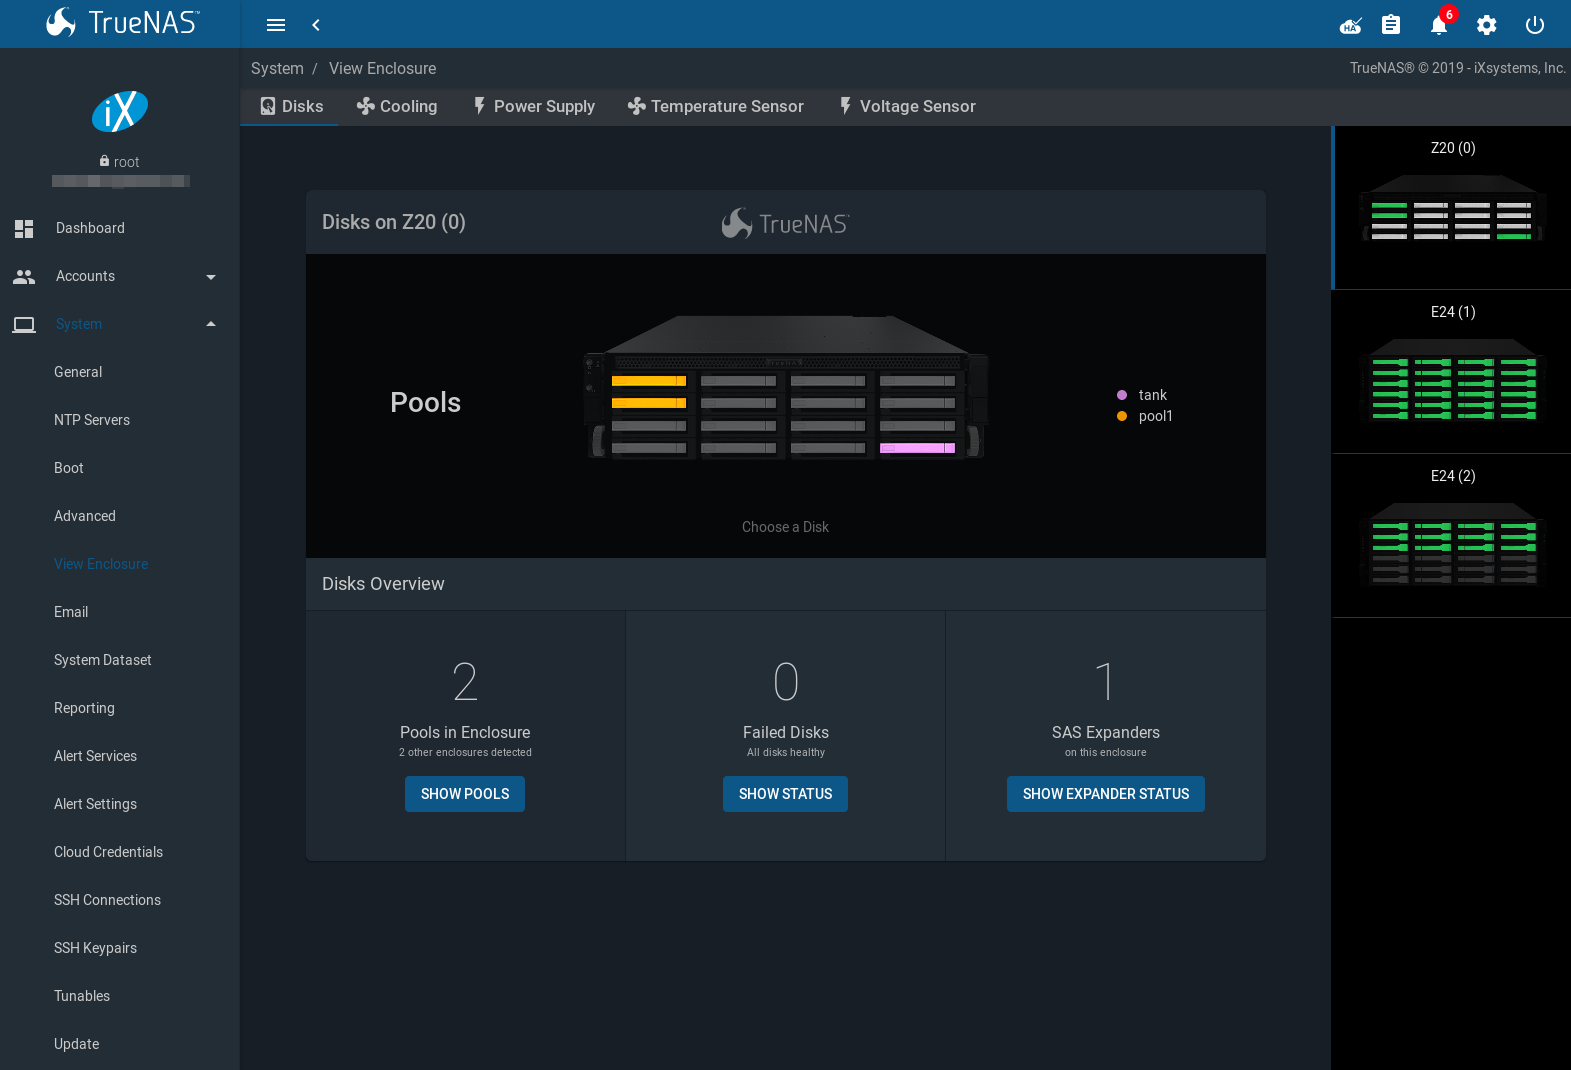 TrueNAS™
HA
6
System / View Enclosure
TrueNAS® © 2019 - iXsystems, Inc.
iX
root
Dashboard
Accounts
System
General
NTP Servers
Boot
Advanced
View Enclosure
Email
System Dataset
Reporting
Alert Services
Alert Settings
Cloud Credentials
SSH Connections
SSH Keypairs
Tunables
Update
Disks
Cooling
Power Supply
Temperature Sensor
Voltage Sensor
Disks on Z20 (0)
TrueNAS™
Pools
tank
pool1
Choose a Disk
Disks Overview
2
Pools in Enclosure
2 other enclosures detected
SHOW POOLS
0
Failed Disks
All disks healthy
SHOW STATUS
1
SAS Expanders
on this enclosure
SHOW EXPANDER STATUS
Z20 (0)
E24 (1)
E24 (2)